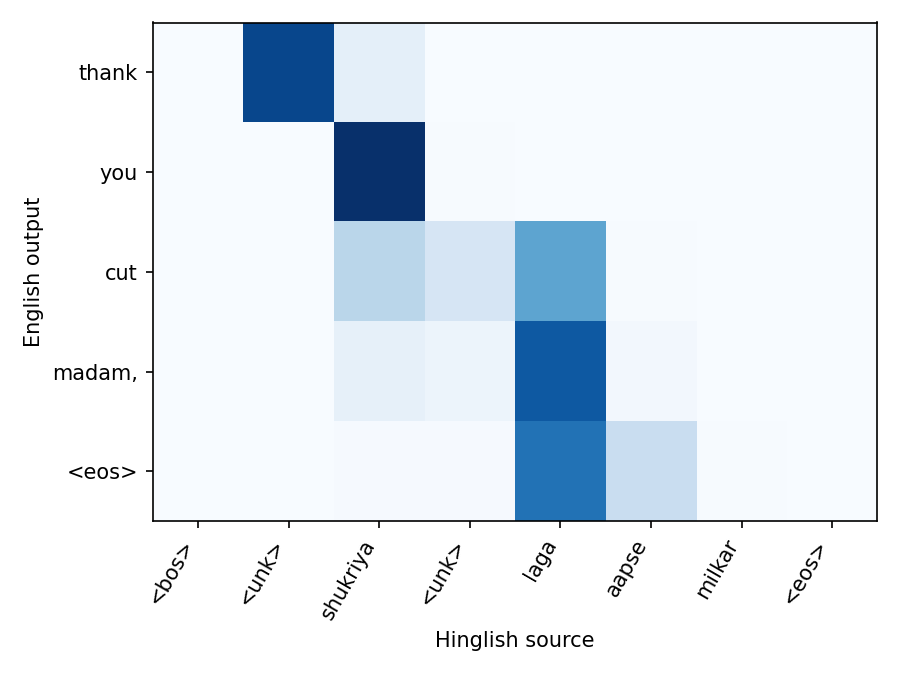 thank
you
cut
madam,
<eos>
English output
<bos>
<unk>
shukriya
<unk>
laga
aapse
milkar
<eos>
Hinglish source